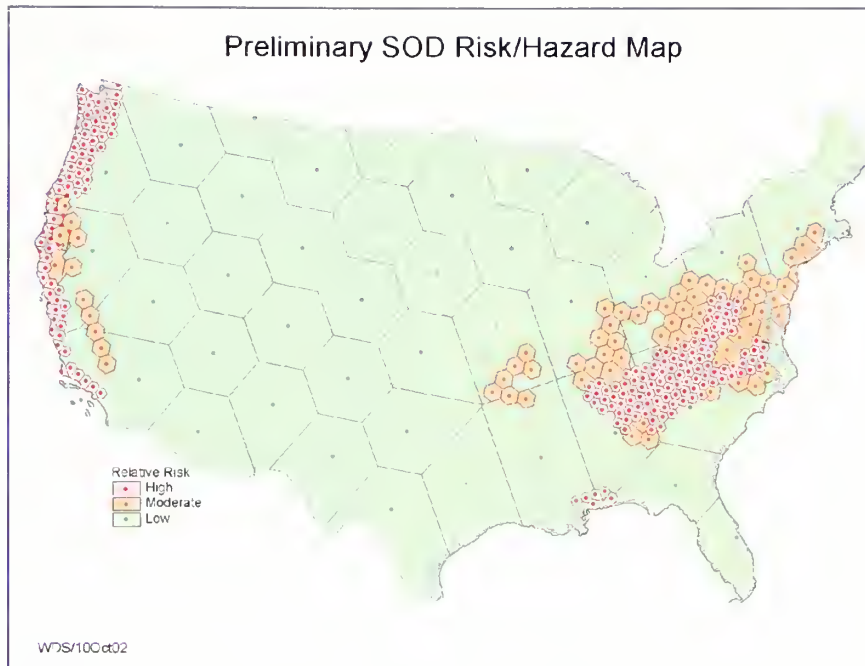 Preliminary SOD Risk/Hazard Map
Relative Risk
High
Moderate
Low
WDS/10Oct02